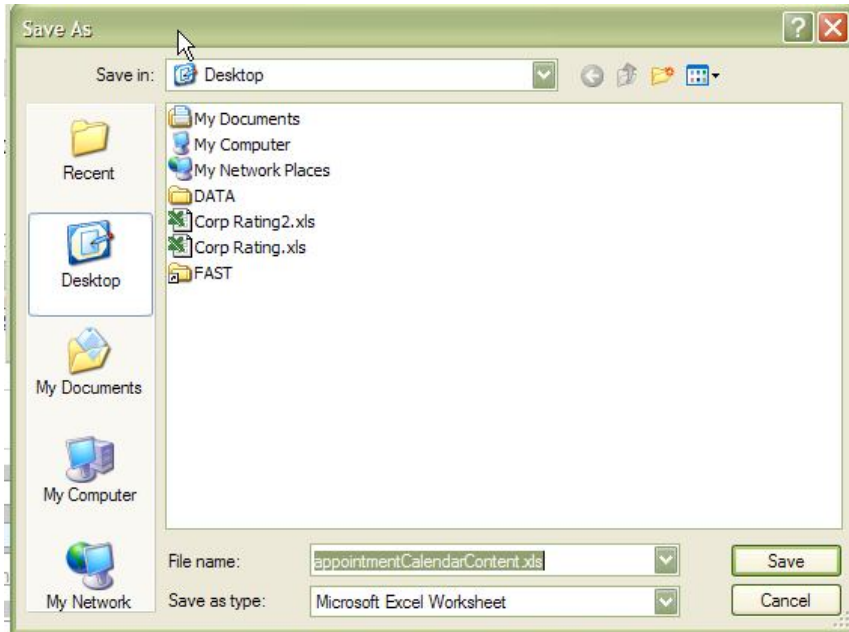 Save As
Save in: Desktop
Recent
Desktop
My Documents
My Computer
My Network
My Documents
My Computer
My Network Places
DATA
Corp Rating2.xls
Corp Rating.xls
FAST
File name: appointmentCalendarContent.xls Save
Save as type: Microsoft Excel Worksheet Cancel